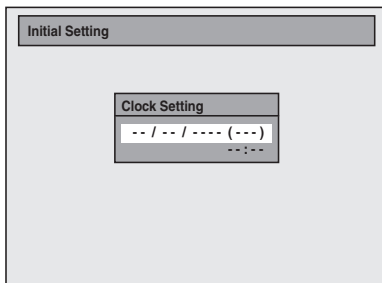 Initial Setting
Clock Setting
-- / -- / ---- (---)
--:--